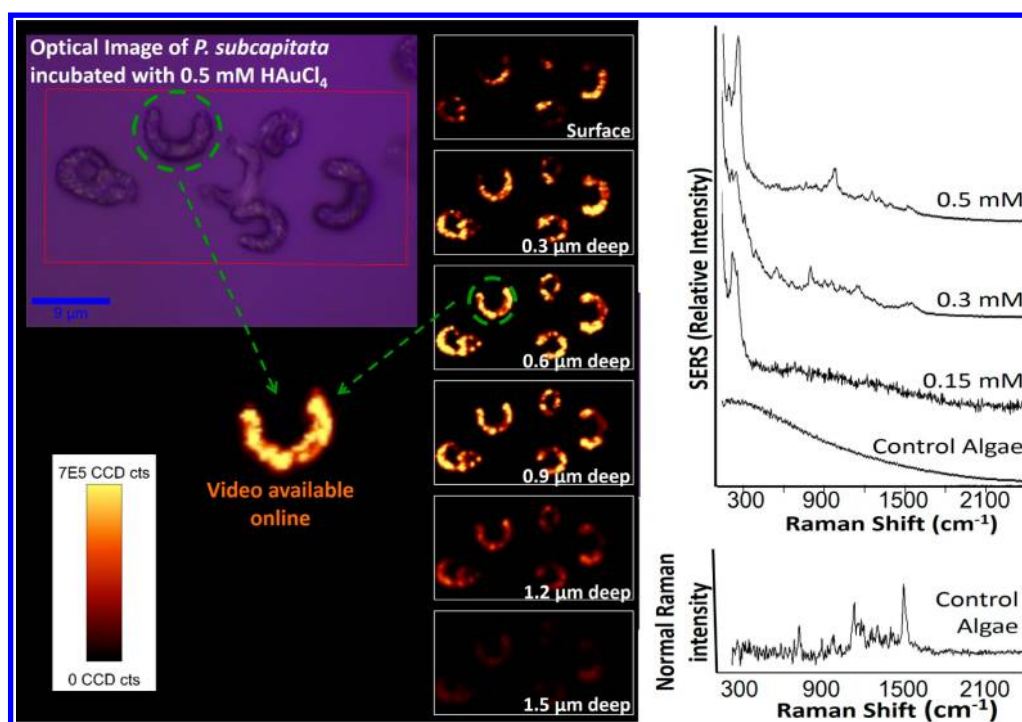 Optical Image of P. subcapitata
incubated with 0.5 mM HAuCl₄
9 µm
Video available
online
7E5 CCD cts
0 CCD cts
Surface
0.3 µm deep
0.6 µm deep
0.9 µm deep
1.2 µm deep
1.5 µm deep
SERS (Relative Intensity)
0.5 mM
0.3 mM
0.15 mM
Control Algae
300 900 1500 2100
Raman Shift (cm⁻¹)
Normal Raman
intensity
Control
Algae
300 900 1500 2100
Raman Shift (cm⁻¹)